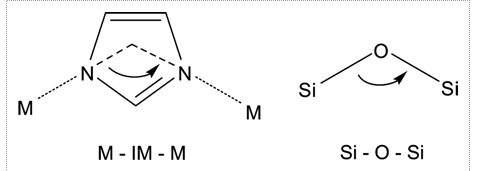 N N
M M
O
Si Si
M - IM - M
Si - O - Si